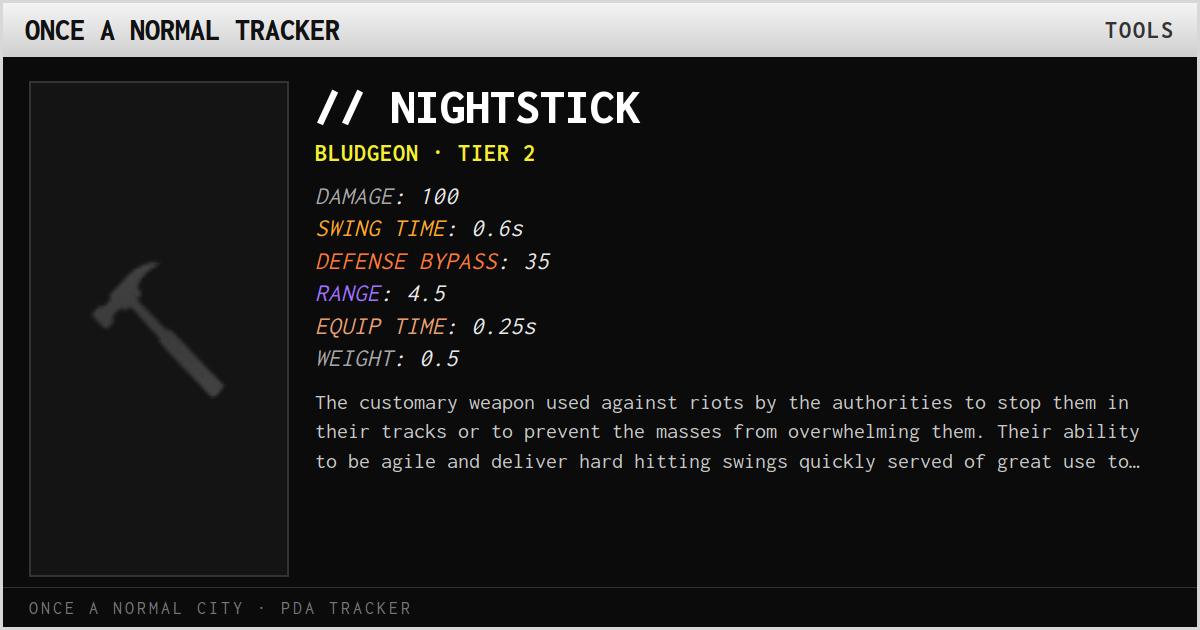 ONCE A NORMAL TRACKER
TOOLS
// NIGHTSTICK
BLUDGEON · TIER 2
DAMAGE: 100
SWING TIME: 0.6s
DEFENSE BYPASS: 35
RANGE: 4.5
EQUIP TIME: 0.25s
WEIGHT: 0.5
The customary weapon used against riots by the authorities to stop them in
their tracks or to prevent the masses from overwhelming them. Their ability
to be agile and deliver hard hitting swings quickly served of great use to…
ONCE A NORMAL CITY · PDA TRACKER